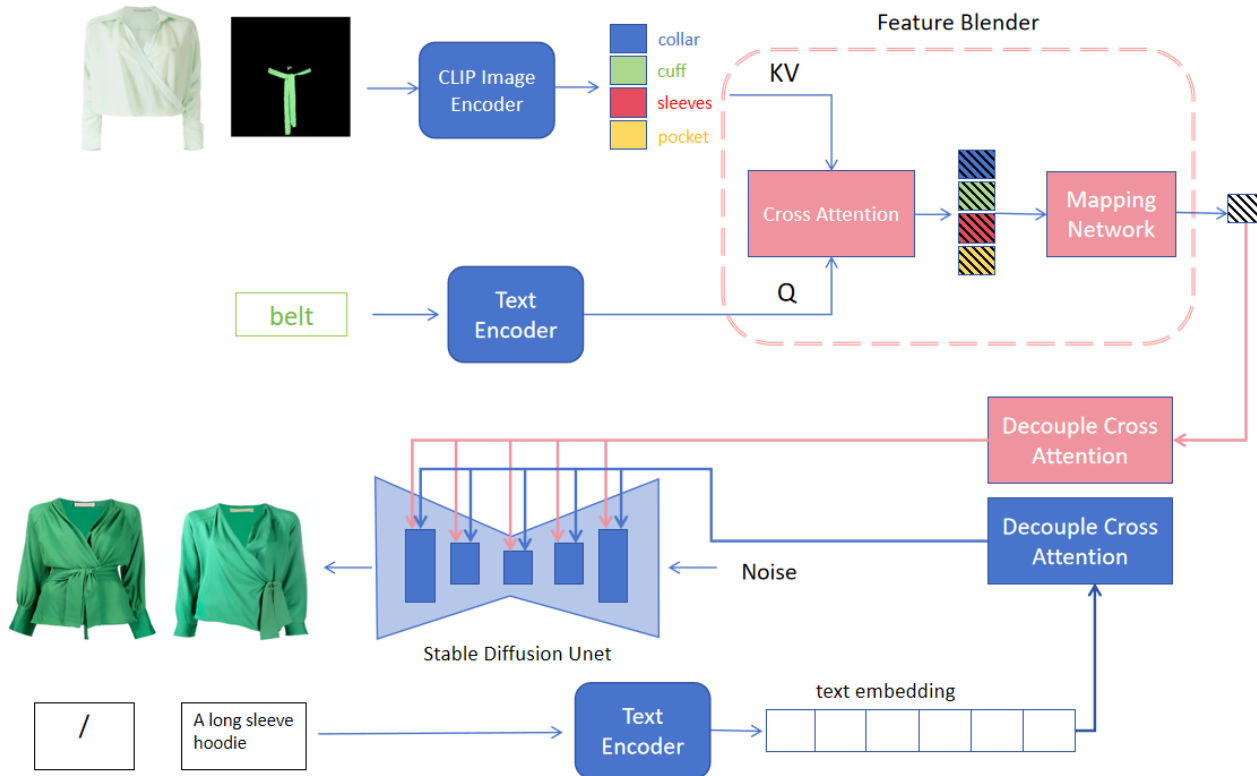 Feature Blender
CLIP Image
Encoder
collar
cuff
sleeves
pocket
KV
Cross Attention
Mapping
Network
Q
belt
Text
Encoder
Decouple Cross
Attention
Decouple Cross
Attention
Noise
Stable Diffusion Unet
/
A long sleeve
hoodie
Text
Encoder
text embedding